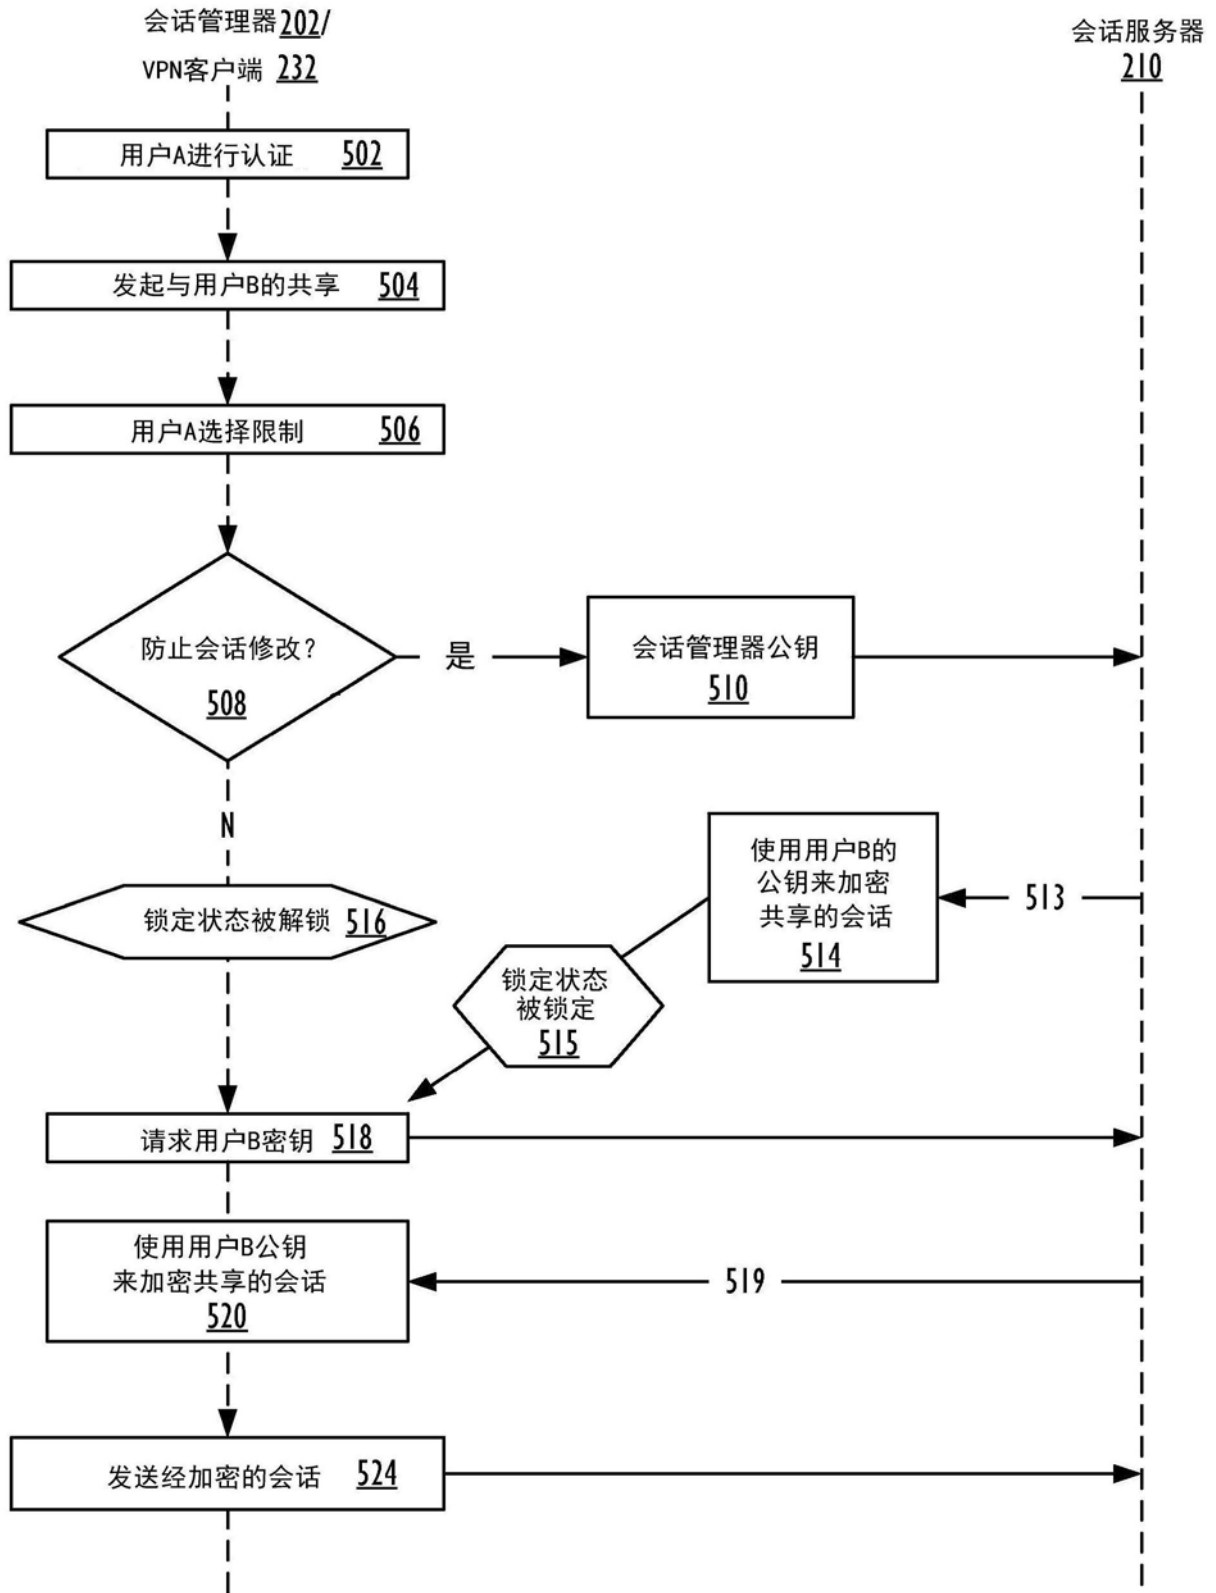 会话管理器202/
VPN客户端 232
会话服务器
210
用户A进行认证 502
发起与用户B的共享 504
用户A选择限制 506
防止会话修改?
508
是
会话管理器公钥
510
N
使用用户B的
公钥来加密
共享的会话
514
513
锁定状态被解锁 516
锁定状态
被锁定
515
请求用户B密钥 518
使用用户B公钥
来加密共享的会话
520
519
发送经加密的会话 524